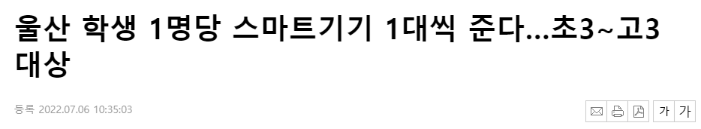 울산 학생 1명당 스마트기기 1대씩 준다...초3~고3
대상
등록 2022.07.06 10:35:03
가 가